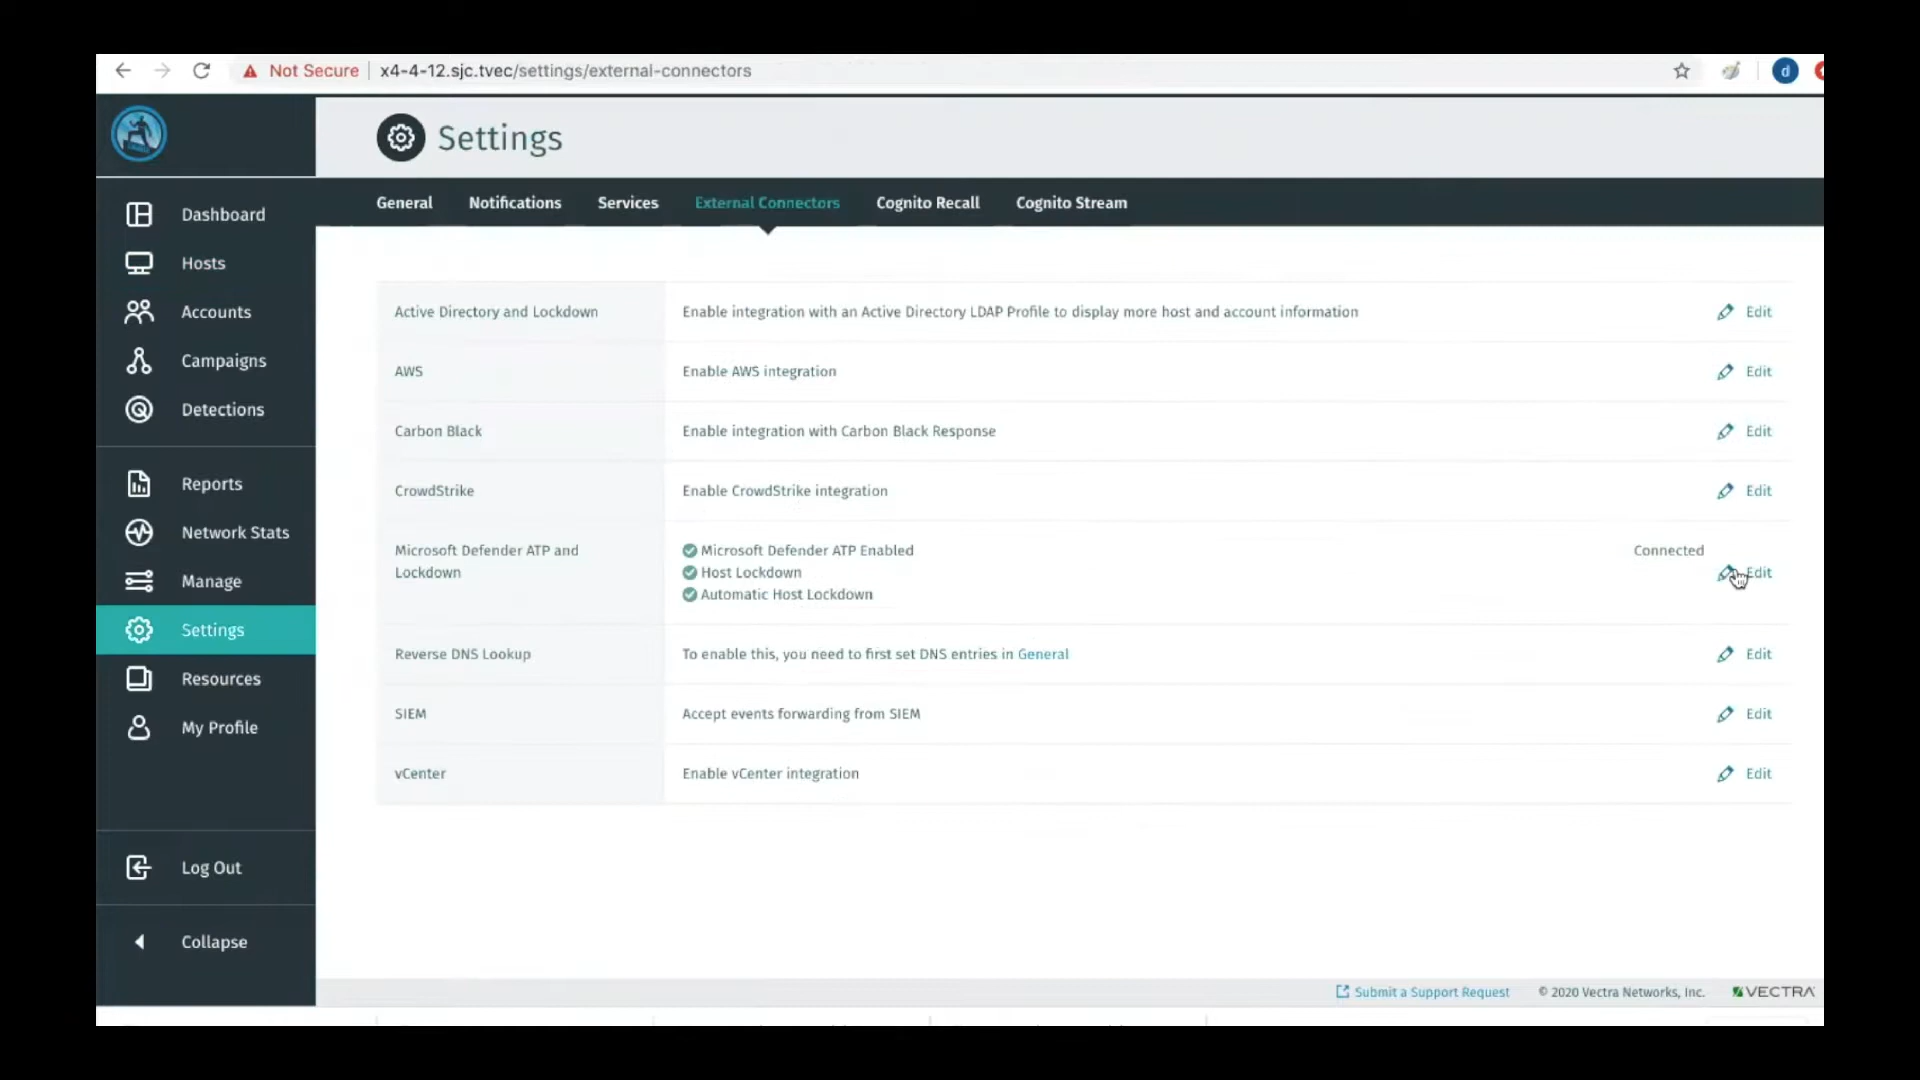 Not Secure | x4-4-12.sjc.tvec/settings/external-connectors
d
Settings
General Notifications Services External Connectors Cognito Recall Cognito Stream
Dashboard
Hosts
Accounts
Campaigns
Detections
Reports
Network Stats
Manage
Settings
Resources
My Profile
Log Out
Collapse
Active Directory and Lockdown Enable integration with an Active Directory LDAP Profile to display more host and account information Edit
AWS Enable AWS integration Edit
Carbon Black Enable integration with Carbon Black Response Edit
CrowdStrike Enable CrowdStrike integration Edit
Microsoft Defender ATP and Microsoft Defender ATP Enabled Connected
Lockdown Host Lockdown Edit
Automatic Host Lockdown
Reverse DNS Lookup To enable this, you need to first set DNS entries in General Edit
SIEM Accept events forwarding from SIEM Edit
vCenter Enable vCenter integration Edit
Submit a Support Request © 2020 Vectra Networks, Inc. VECTRA